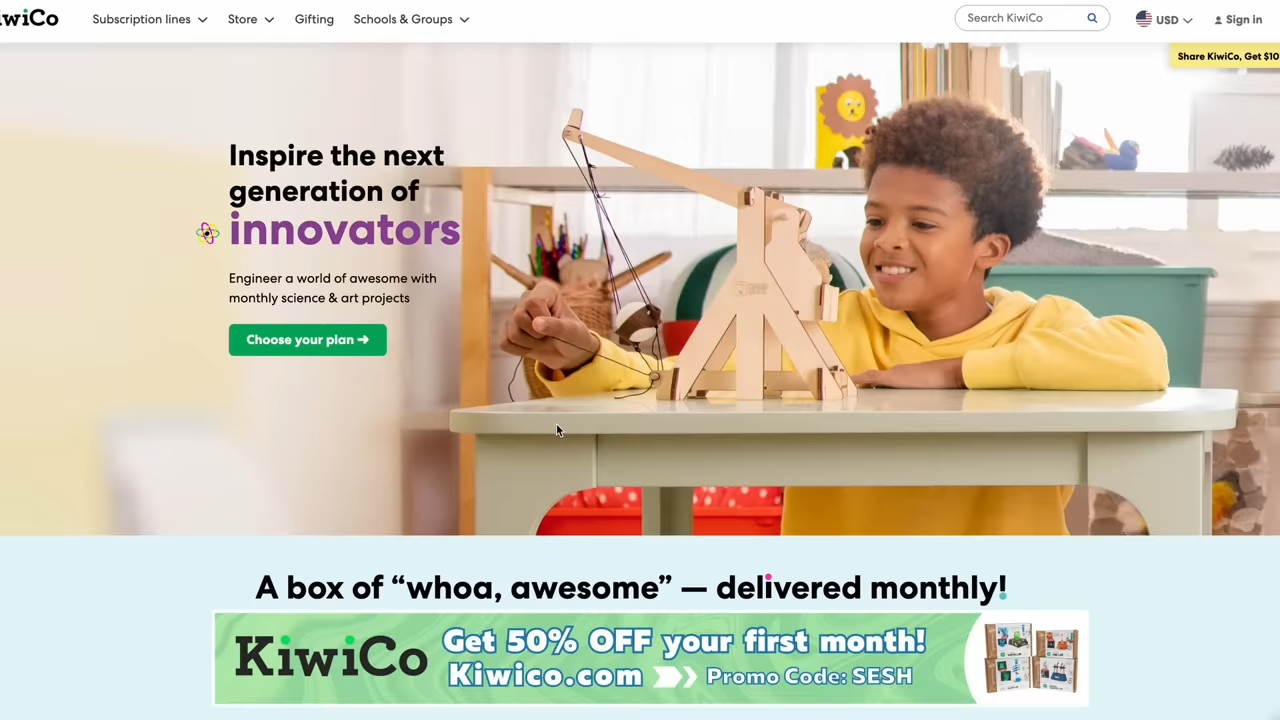 iwiCo
Subscription lines
Store
Gifting
Schools & Groups
Search KiwiCo
USD
Sign in
Share KiwiCo, Get $10
Inspire the next
generation of
innovators
Engineer a world of awesome with
monthly science & art projects
Choose your plan ➔
A box of “whoa, awesome” — delivered monthly!
KiwiCo
Get 50% OFF your first month!
Kiwico.com
Promo Code: SESH